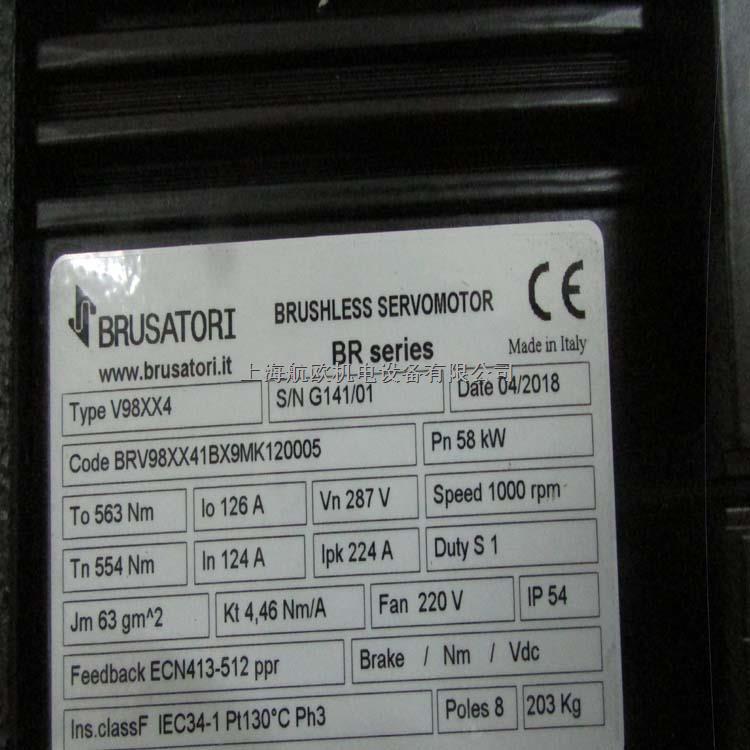 BRUSATORI BRUSHLESS SERVOMOTOR CE
www.brusatori.it BR series Made in Italy
上海航欧机电设备有限公司
Type V98XX4 S/N G141/01 Date 04/2018
Code BRV98XX41BX9MK120005 Pn 58 kW
To 563 Nm Io 126 A Vn 287 V Speed 1000 rpm
Tn 554 Nm In 124 A Ipk 224 A Duty S 1
Jm 63 gm^2 Kt 4,46 Nm/A Fan 220 V IP 54
Feedback ECN413-512 ppr Brake / Nm / Vdc
Ins.classF IEC34-1 Pt130°C Ph3 Poles 8 203 Kg